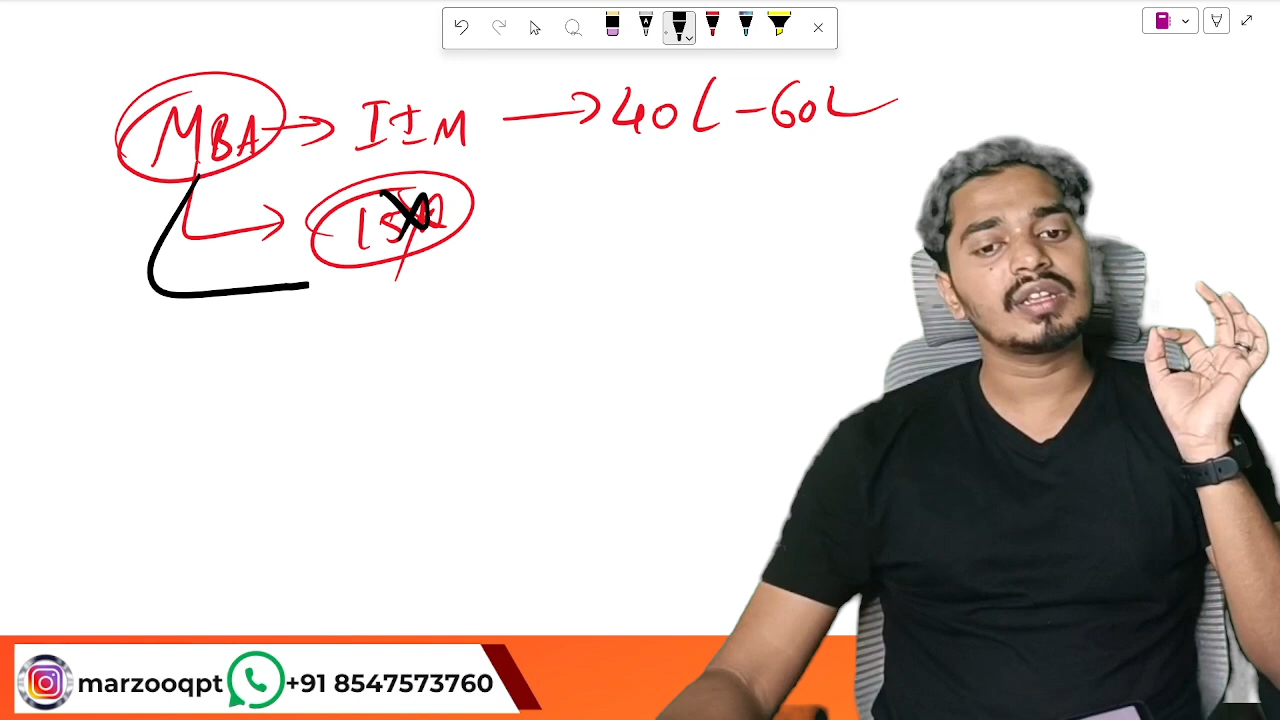 MBA → IIM → 40L - 60L
marzooqpt +91 8547573760